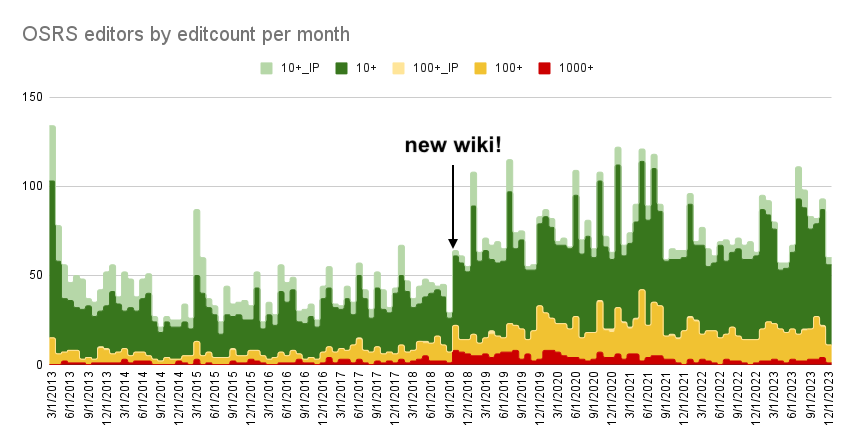 OSRS editors by editcount per month
10+_IP 10+ 100+_IP 100+ 1000+
150
new wiki!
100
50
0
3/1/2013 6/1/2013 9/1/2013 12/1/2013 3/1/2014 6/1/2014 9/1/2014 12/1/2014 3/1/2015 6/1/2015 9/1/2015 12/1/2015 3/1/2016 6/1/2016 9/1/2016 12/1/2016 3/1/2017 6/1/2017 9/1/2017 12/1/2017 3/1/2018 6/1/2018 9/1/2018 12/1/2018 3/1/2019 6/1/2019 9/1/2019 12/1/2019 3/1/2020 6/1/2020 9/1/2020 12/1/2020 3/1/2021 6/1/2021 9/1/2021 12/1/2021 3/1/2022 6/1/2022 9/1/2022 12/1/2022 3/1/2023 6/1/2023 9/1/2023 12/1/2023